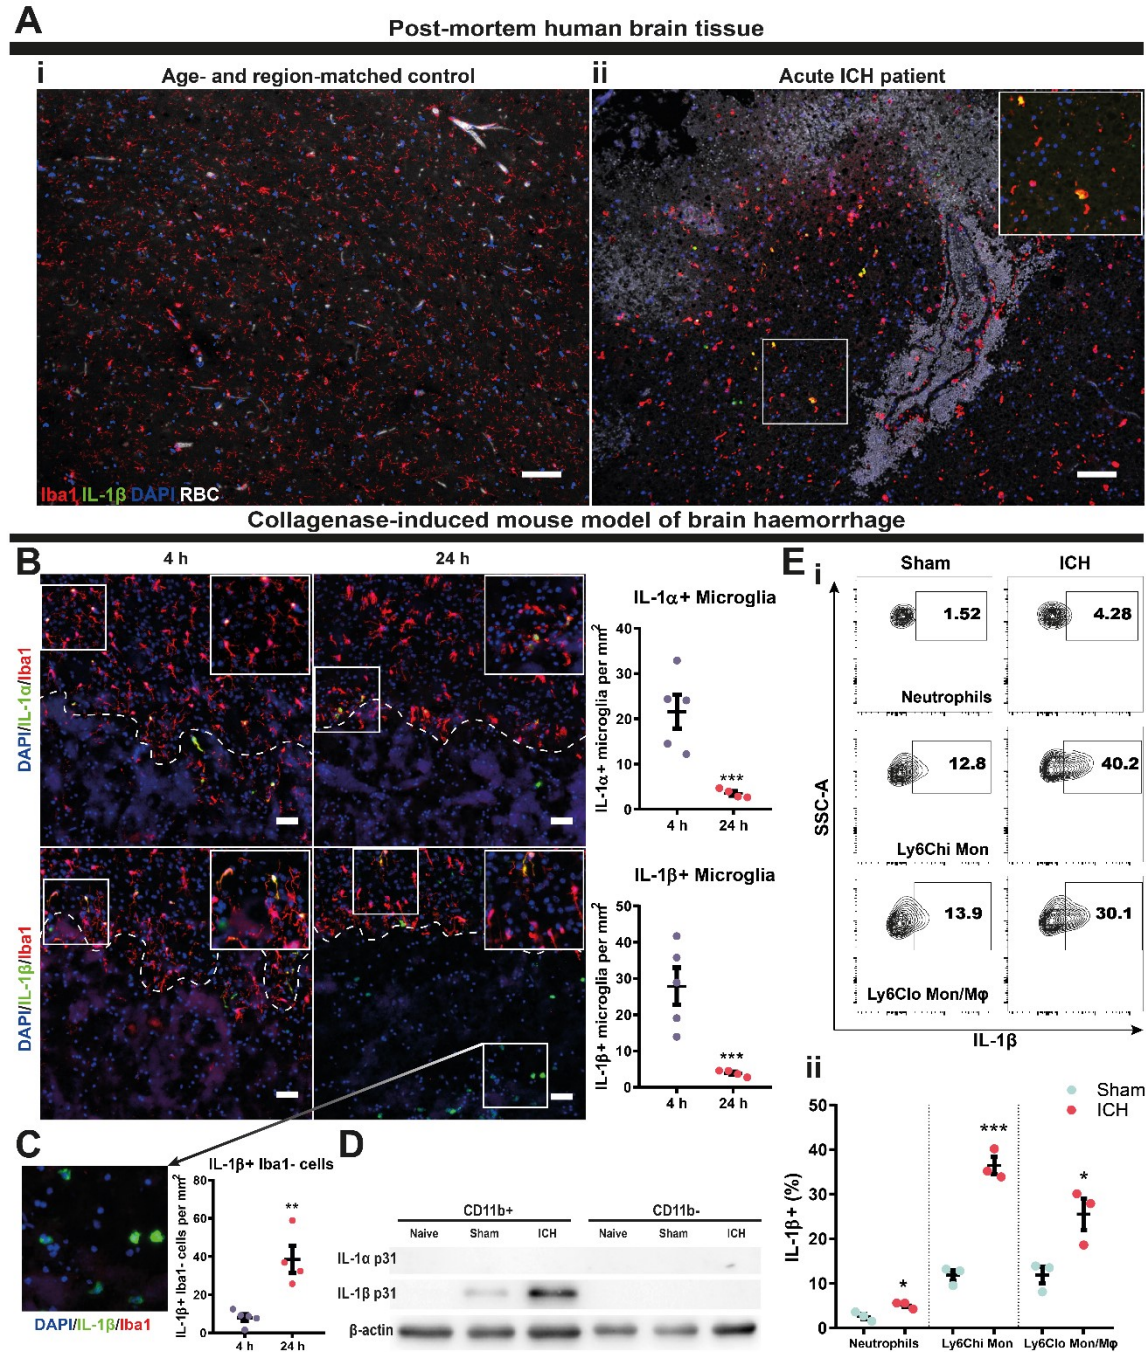 A
Post-mortem human brain tissue
i
Age- and region-matched control
ii
Acute ICH patient
Iba1 IL-1β DAPI RBC
Collagenase-induced mouse model of brain haemorrhage
B
4 h
24 h
DAPI/IL-1α/Iba1
DAPI/IL-1β/Iba1
IL-1α+ Microglia
IL-1α+ microglia per mm²
40
30
20
10
0
***
4 h
24 h
IL-1β+ Microglia
IL-1β+ microglia per mm²
50
40
30
20
10
0
***
4 h
24 h
C
DAPI/IL-1β/Iba1
IL-1β+ Iba1- cells
IL-1β+ Iba1- cells per mm²
80
60
40
20
0
**
4 h
24 h
D
CD11b+
CD11b-
Naive
Sham
ICH
Naive
Sham
ICH
IL-1α p31
IL-1β p31
β-actin
E
i
Sham
ICH
1.52
4.28
Neutrophils
12.8
40.2
Ly6Chi Mon
13.9
30.1
Ly6Clo Mon/Mφ
SSC-A
IL-1β
ii
Sham
ICH
IL-1β+ (%)
50
40
30
20
10
0
*
***
*
Neutrophils
Ly6Chi Mon
Ly6Clo Mon/Mφ